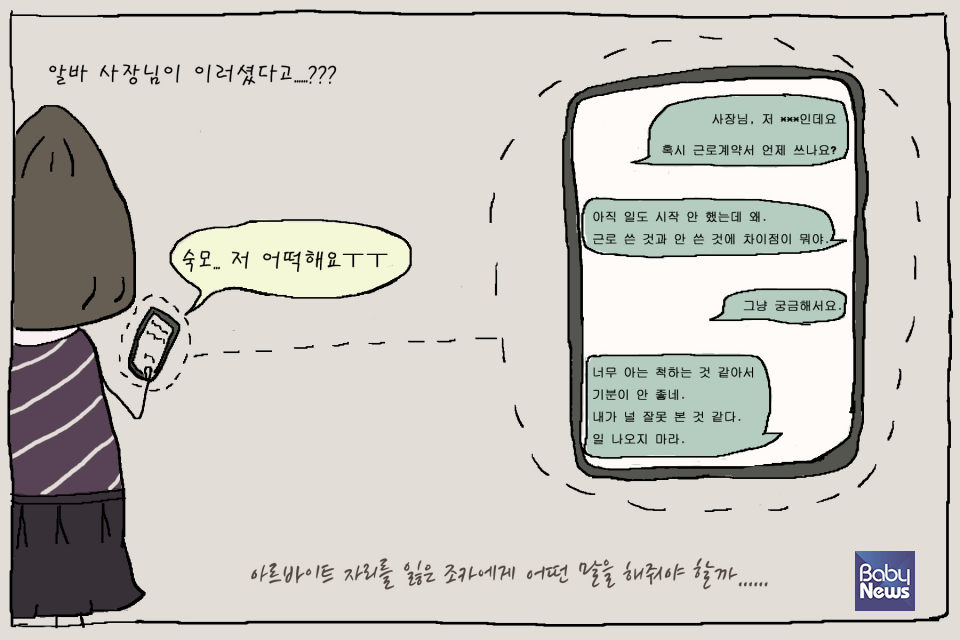 알바 사장님이 이러셨다고......???
사장님, 저 ***인데요
혹시 근로계약서 언제 쓰나요?
아직 일도 시작 안 했는데 왜.
근로 쓴 것과 안 쓴 것에 차이점이 뭐야.
숙모... 저 어떡해요ㅜㅜ
그냥 궁금해서요.
너무 아는 척하는 것 같아서
기분이 안 좋네.
내가 널 잘못 본 것 같다.
일 나오지 마라.
아르바이트 자리를 잃은 조카에게 어떤 말을 해줘야 할까......
Baby
News